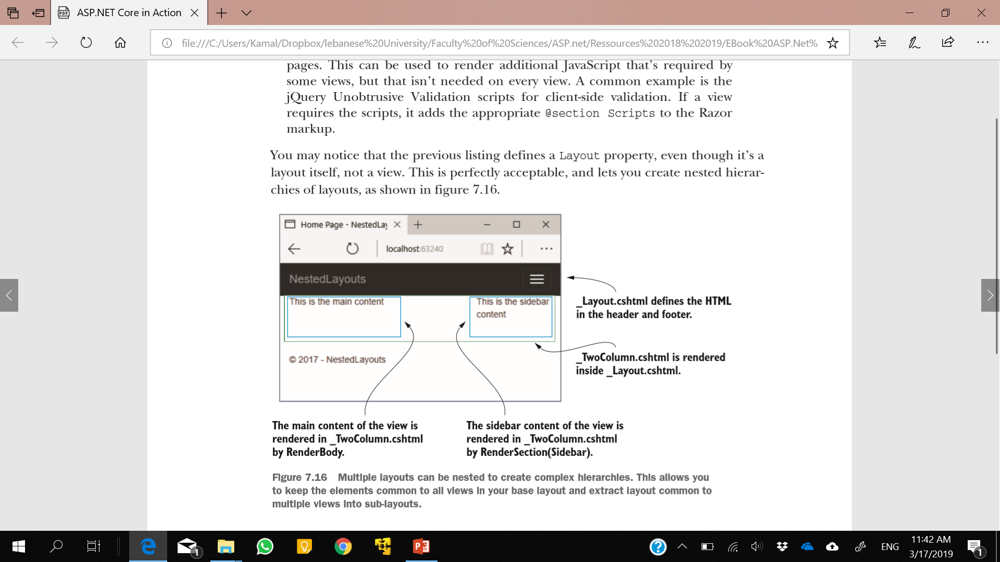 ASP.NET Core in Action
file:///C:/Users/Kamal/Dropbox/lebanese%20University/Faculty%20of%20Sciences/ASP.net/Ressources%202018%202019/EBook%20ASP.Net%
pages. This can be used to render additional JavaScript that's required by
some views, but that isn't needed on every view. A common example is the
jQuery Unobtrusive Validation scripts for client-side validation. If a view
requires the scripts, it adds the appropriate @section Scripts to the Razor
markup.
You may notice that the previous listing defines a Layout property, even though it's a
layout itself, not a view. This is perfectly acceptable, and lets you create nested hierar-
chies of layouts, as shown in figure 7.16.
Home Page - NestedLay
localhost:63240
NestedLayouts
This is the main content
This is the sidebar
content
© 2017 - NestedLayouts
_Layout.cshtml defines the HTML
in the header and footer.
_TwoColumn.cshtml is rendered
inside _Layout.cshtml.
The main content of the view is
rendered in _TwoColumn.cshtml
by RenderBody.
The sidebar content of the view is
rendered in _TwoColumn.cshtml
by RenderSection(Sidebar).
Figure 7.16 Multiple layouts can be nested to create complex hierarchies. This allows you
to keep the elements common to all views in your base layout and extract layout common to
multiple views into sub-layouts.
1
ENG
11:42 AM
3/17/2019
1